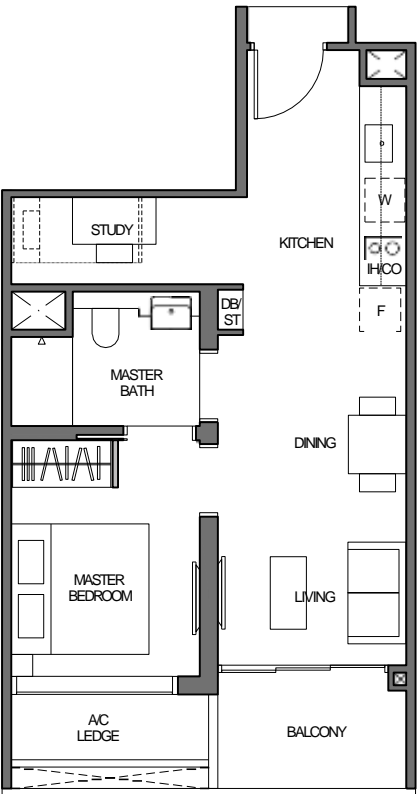 STUDY
KITCHEN
W
IH/CO
DB/
ST
F
MASTER
BATH
DINING
MASTER
BEDROOM
LIVING
A/C
LEDGE
BALCONY